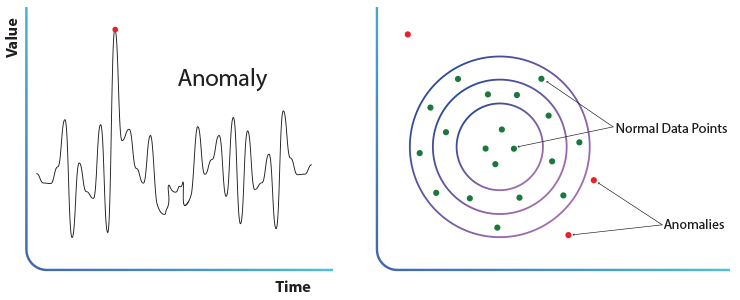 Value
Anomaly
Time
Normal Data Points
Anomalies